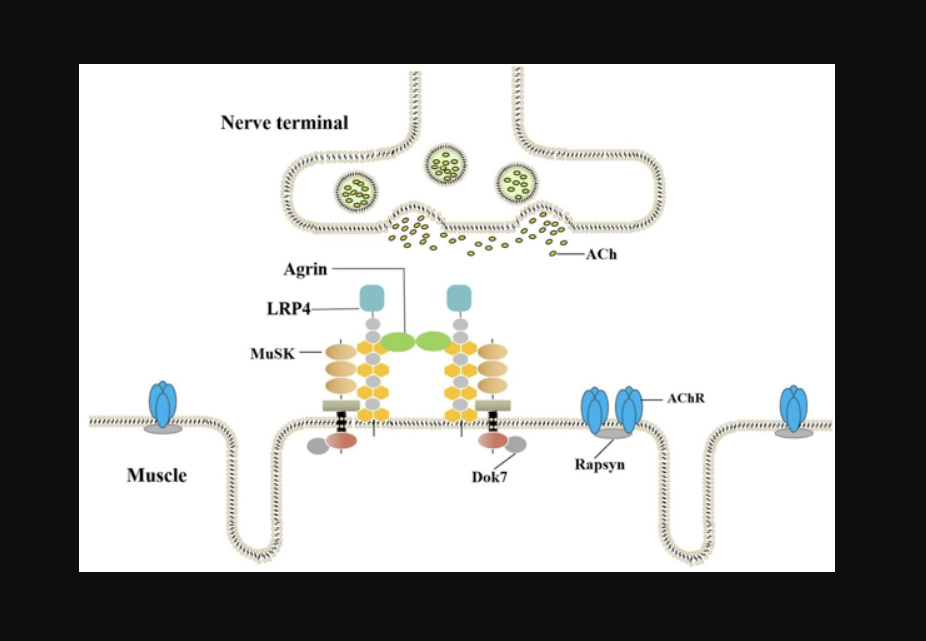 Nerve terminal
ACh
Agrin
LRP4
MuSK
AChR
Rapsyn
Muscle
Dok7